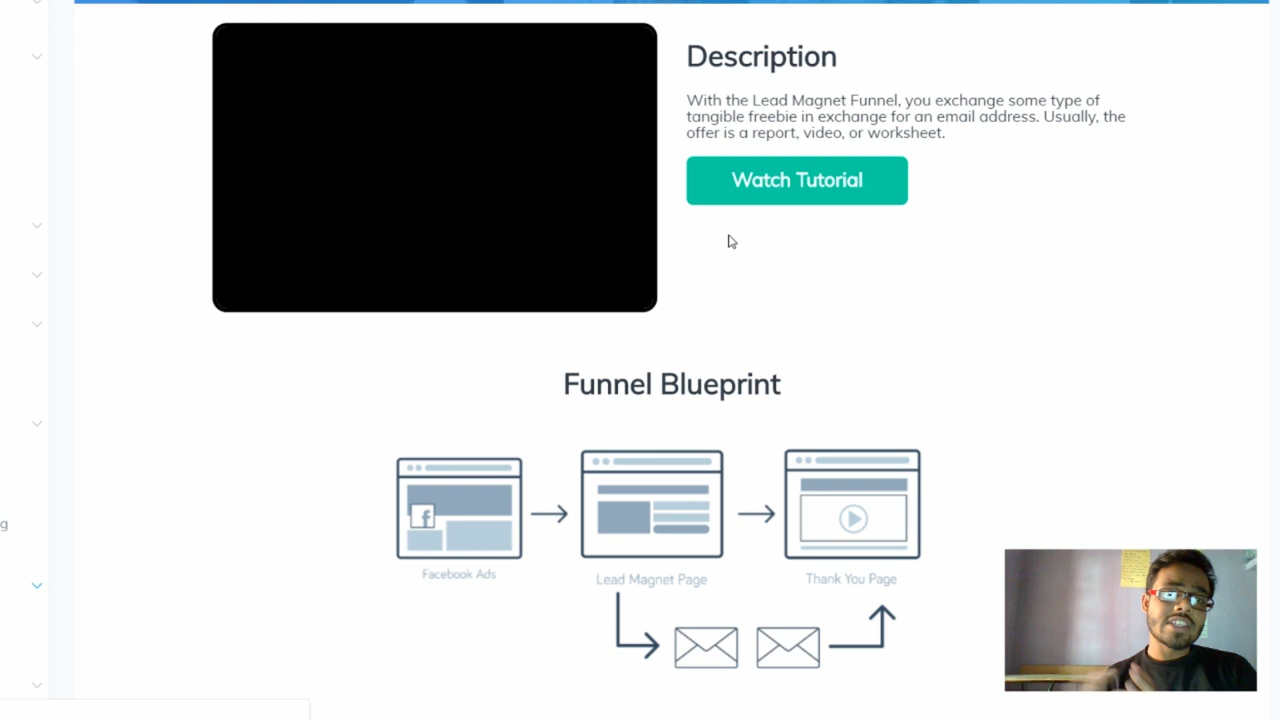 Description
With the Lead Magnet Funnel, you exchange some type of
tangible freebie in exchange for an email address. Usually, the
offer is a report, video, or worksheet.
Watch Tutorial
Funnel Blueprint
f
Facebook Ads
Lead Magnet Page
Thank You Page
g